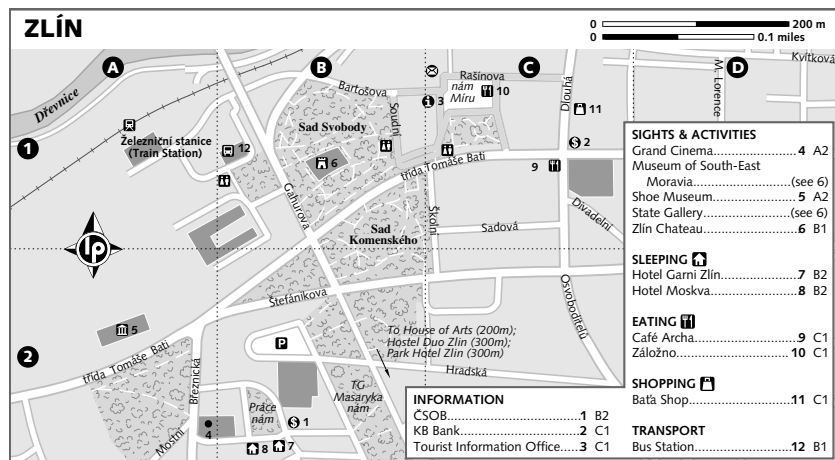 ZLÍN
0 200 m
0 0.1 miles
A
B
C
D
1
2
Dřevnice
Železniční stanice
(Train Station)
12
Bartošova
Soudní
Sad Svobody
6
Gahurova
třída Tomáše Bati
Rašínova
nám
Míru
10
3
Dlouhá
11
2
9
Kvítková
M. Lorence
Školní
Sadová
Divadelní
Osvoboditelů
Sad
Komenského
Štefánikova
lp
5
třída Tomáše Bati
Březnická
Mostní
4
P
Práce
nám
1
8
7
TG
Masaryka
nám
Hradská
To House of Arts (200m);
Hostel Duo Zlín (300m);
Park Hotel Zlin (300m)
INFORMATION
ČSOB 1 B2
KB Bank 2 C1
Tourist Information Office 3 C1
SIGHTS & ACTIVITIES
Grand Cinema 4 A2
Museum of South-East
Moravia (see 6)
Shoe Museum 5 A2
State Gallery (see 6)
Zlín Chateau 6 B1
SLEEPING
Hotel Garni Zlín 7 B2
Hotel Moskva 8 B2
EATING
Café Archa 9 C1
Záložno 10 C1
SHOPPING
Baťa Shop 11 C1
TRANSPORT
Bus Station 12 B1